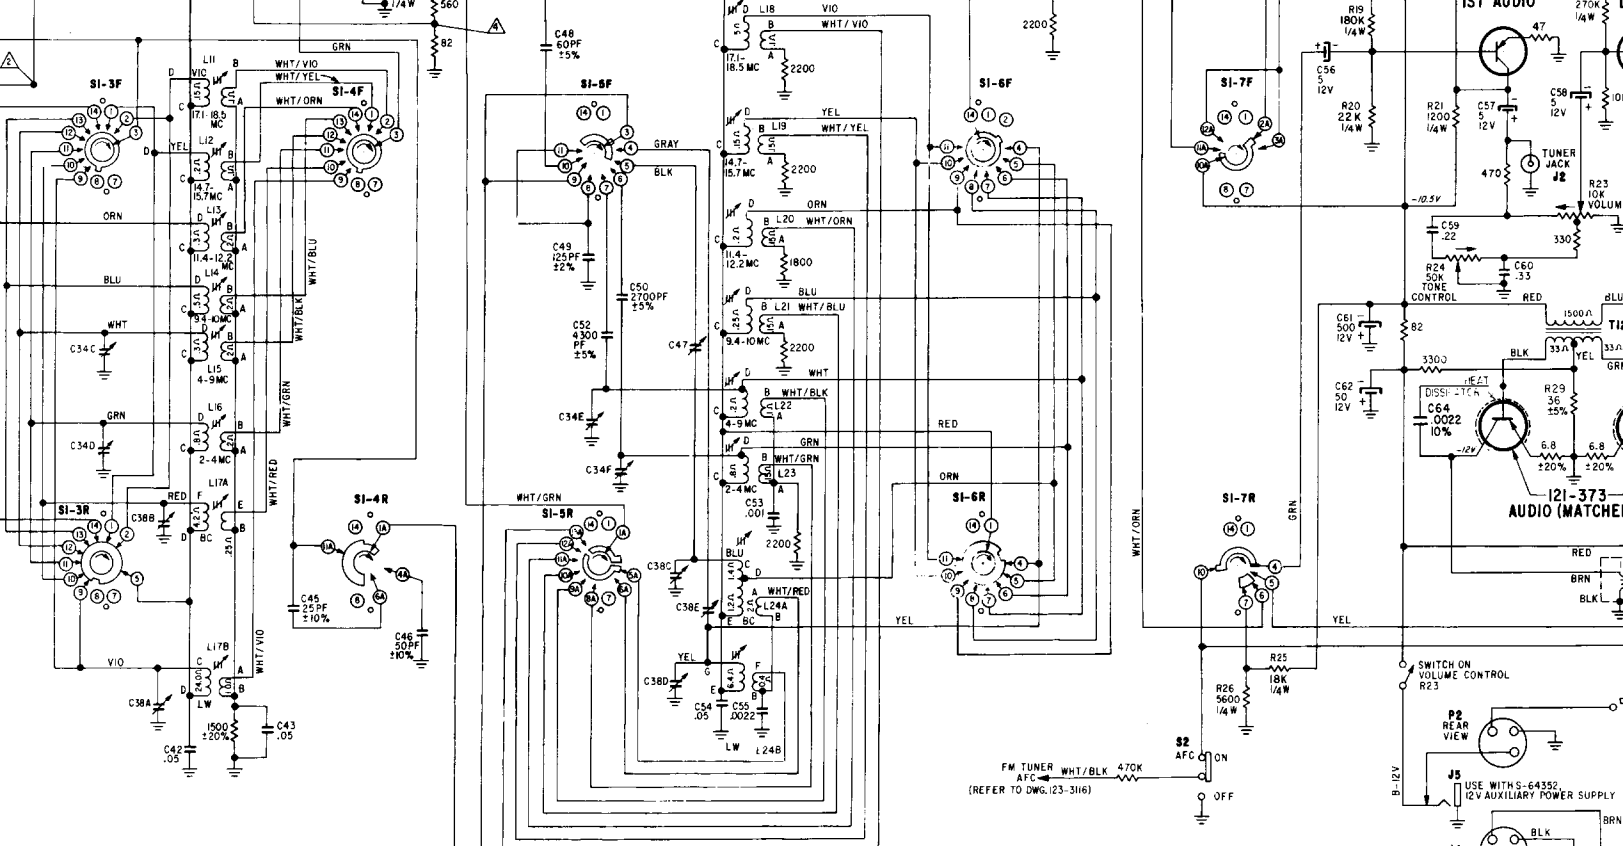 1/4W
560
82
4
2
GRN
S1-3F
D
VIO
L11
B
WHT/VIO
WHT/YEL
S1-4F
WHT/ORN
C
A
17.1-18.5
MC
L12
YEL
D
B
A
14.7-
15.7MC
L13
ORN
D
B
C
A
11.4-12.2
MC
L14
BLU
D
B
C
A
9.4-10MC
WHT/BLU
WHT/BLK
WHT
D
B
C34C
C
A
L15
4-9MC
L16
GRN
D
B
C34D
C
2-4MC
WHT/GRN
L17A
RED
F
E
C38B
D
BC
B
.25Ω
WHT/RED
S1-3R
S1-4R
C45
25PF
±10%
C46
50PF
±10%
L17B
VIO
C
A
D
B
LW
C38A
WHT/VIO
1500
±20%
C43
.05
C42
.05
C48
60PF
±5%
S1-5F
GRAY
BLK
C49
125PF
±2%
C50
2700PF
±5%
C52
4300
PF
±5%
C47
C34E
C34F
WHT/GRN
S1-5R
C38C
C38E
C38D
D
L18
VIO
B
WHT/VIO
C
A
17.1-
18.5MC
2200
D
YEL
B
L19
WHT/YEL
C
A
14.7-
15.7MC
2200
D
ORN
L20
B
WHT/ORN
C
A
11.4-
12.2MC
1800
D
BLU
B
L21
WHT/BLU
C
A
9.4-10MC
2200
D
WHT
B
WHT/BLK
L22
C
A
4-9MC
RED
D
GRN
B
WHT/GRN
L23
C
A
2-4MC
ORN
C53
.001
2200
BLU
C
D
A
WHT/RED
L24A
B
E
BC
YEL
YEL
G
F
E
B
C54
.05
C55
.0022
LW
L24B
2200
S1-6F
S1-6R
S1-7F
S1-7R
WHT/ORN
GRN
YEL
R19
180K
1/4W
R20
22K
1/4W
C56
5
12V
R21
1200
1/4W
1ST AUDIO
47
C57
5
12V
C58
5
12V
270K
1/4W
TUNER
JACK
J2
470
R23
10K
VOLUM
-10.5V
C59
.22
330
R24
50K
TONE
CONTROL
C60
.33
RED
BLU
C61
500
12V
82
1500Ω
33Ω
33Ω
BLK
YEL
GR
3300
C62
50
12V
HEAT
DISSIPATER
C64
.0022
10%
R29
36
±5%
-12V
6.8
±20%
6.8
±20%
121-373
AUDIO (MATCHE
RED
BRN
BLK
R25
18K
1/4W
R26
5600
1/4W
SWITCH ON
VOLUME CONTROL
R23
S2
AFC
ON
OFF
FM TUNER
AFC
WHT/BLK
470K
(REFER TO DWG.123-3116)
P2
REAR
VIEW
B-12V
J5
USE WITH S-64352,
12V AUXILIARY POWER SUPPLY
BLK
BRN